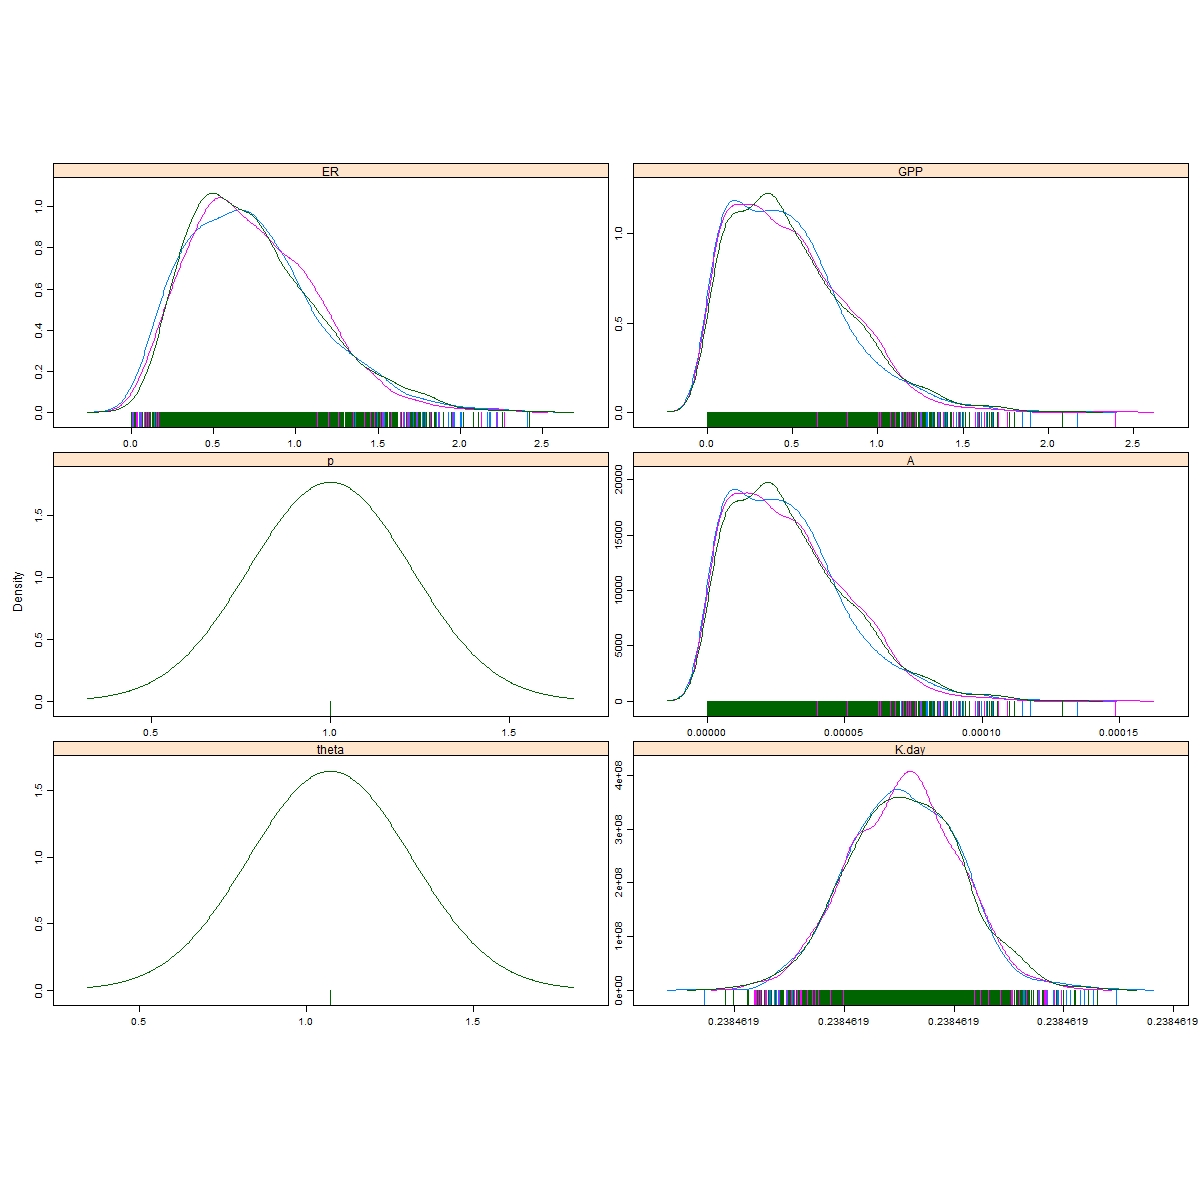 ER
GPP
0.0 0.2 0.4 0.6 0.8 1.0
0.0 0.5 1.0
0.0 0.5 1.0 1.5 2.0 2.5
0.0 0.5 1.0 1.5 2.0 2.5
p
A
Density
0.0 0.5 1.0 1.5
0 5000 10000 15000 20000
0.5 1.0 1.5
0.00000 0.00005 0.00010 0.00015
theta
K.day
0.0 0.5 1.0 1.5
0e+00 1e+08 2e+08 3e+08 4e+08
0.5 1.0 1.5
0.2384619 0.2384619 0.2384619 0.2384619 0.2384619